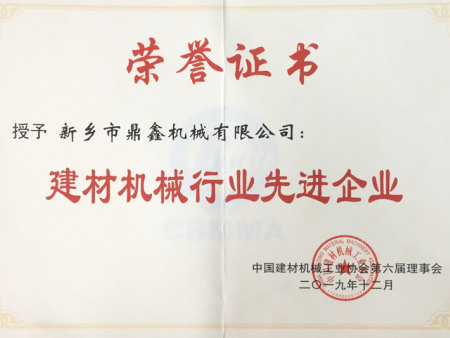 荣誉证书
授予 新乡市鼎鑫机械有限公司：
建材机械行业先进企业
CBMMA
中国建材机械工业协会第六届理事会
二〇一九年十二月